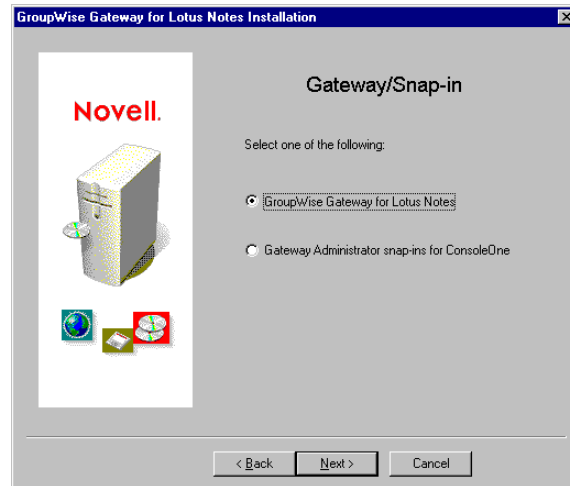 GroupWise Gateway for Lotus Notes Installation
Novell.
Gateway/Snap-in
Select one of the following:
GroupWise Gateway for Lotus Notes
Gateway Administrator snap-ins for ConsoleOne
< Back
Next >
Cancel